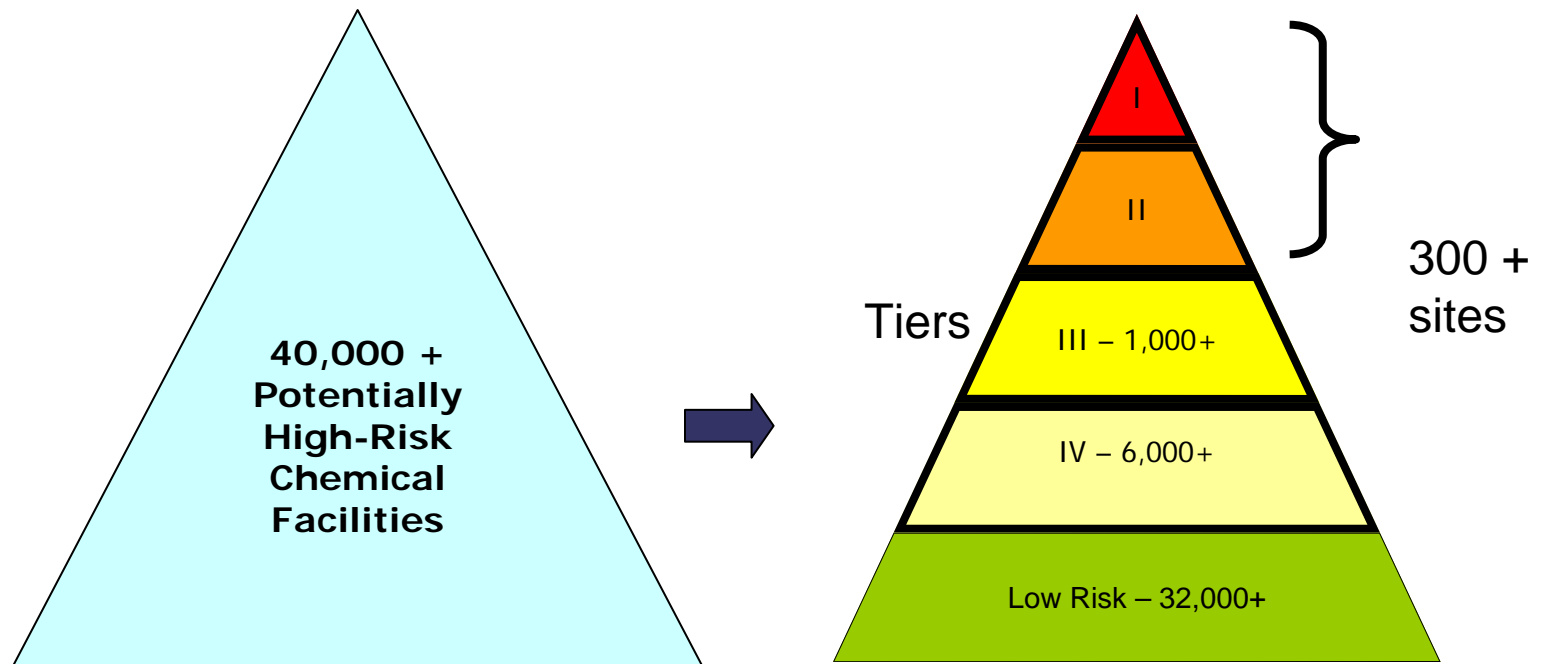 40,000 +
Potentially
High-Risk
Chemical
Facilities
Tiers
I
II
III – 1,000+
IV – 6,000+
Low Risk – 32,000+
300 +
sites